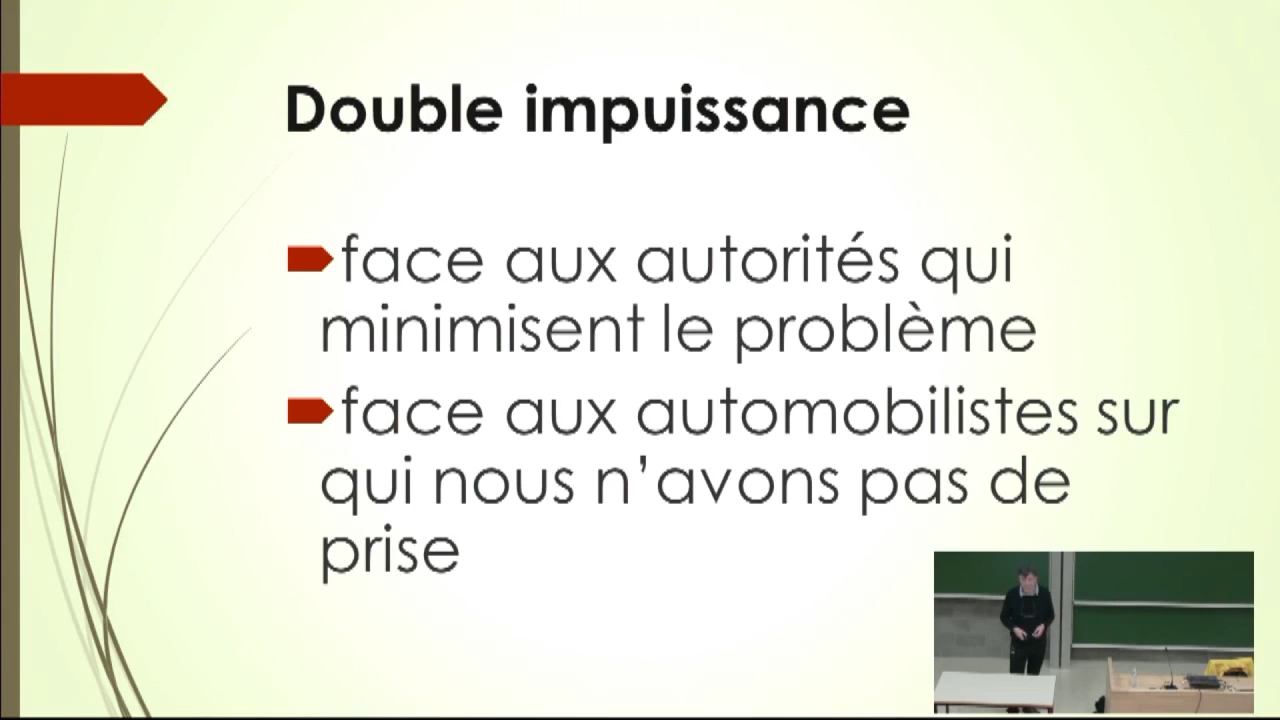 Double impuissance
face aux autorités qui
minimisent le problème
face aux automobilistes sur
qui nous n’avons pas de
prise